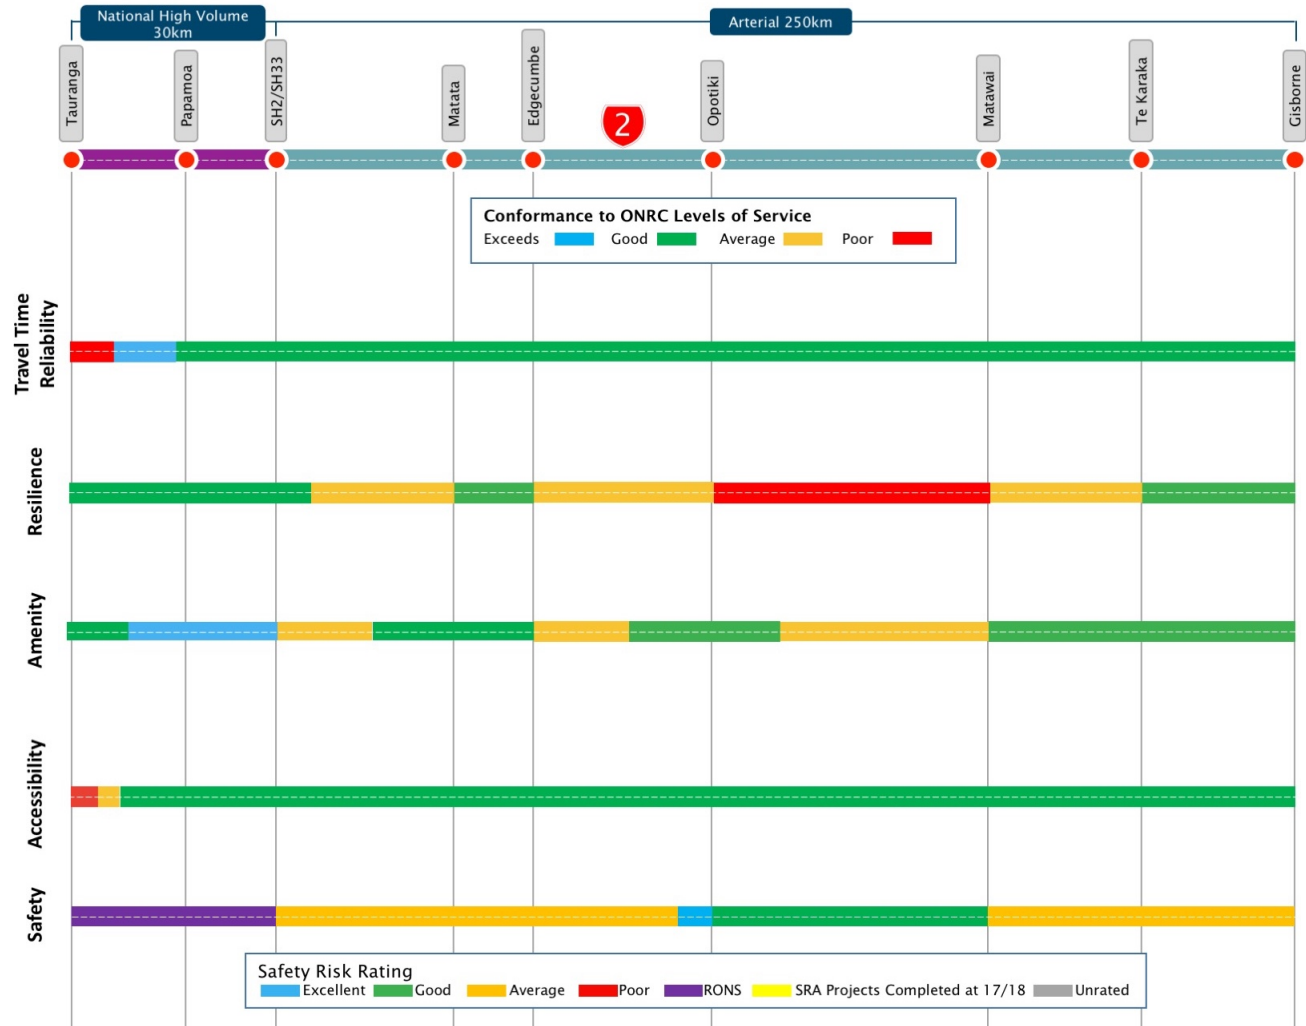 National High Volume
30km
Arterial 250km
Tauranga
Papamoa
SH2/SH33
Matata
Edgecumbe
2
Opotiki
Matawai
Te Karaka
Gisborne
Conformance to ONRC Levels of Service
Exceeds Good Average Poor
Travel Time
Reliability
Resilience
Amenity
Accessibility
Safety
Safety Risk Rating
Excellent Good Average Poor RONS SRA Projects Completed at 17/18 Unrated